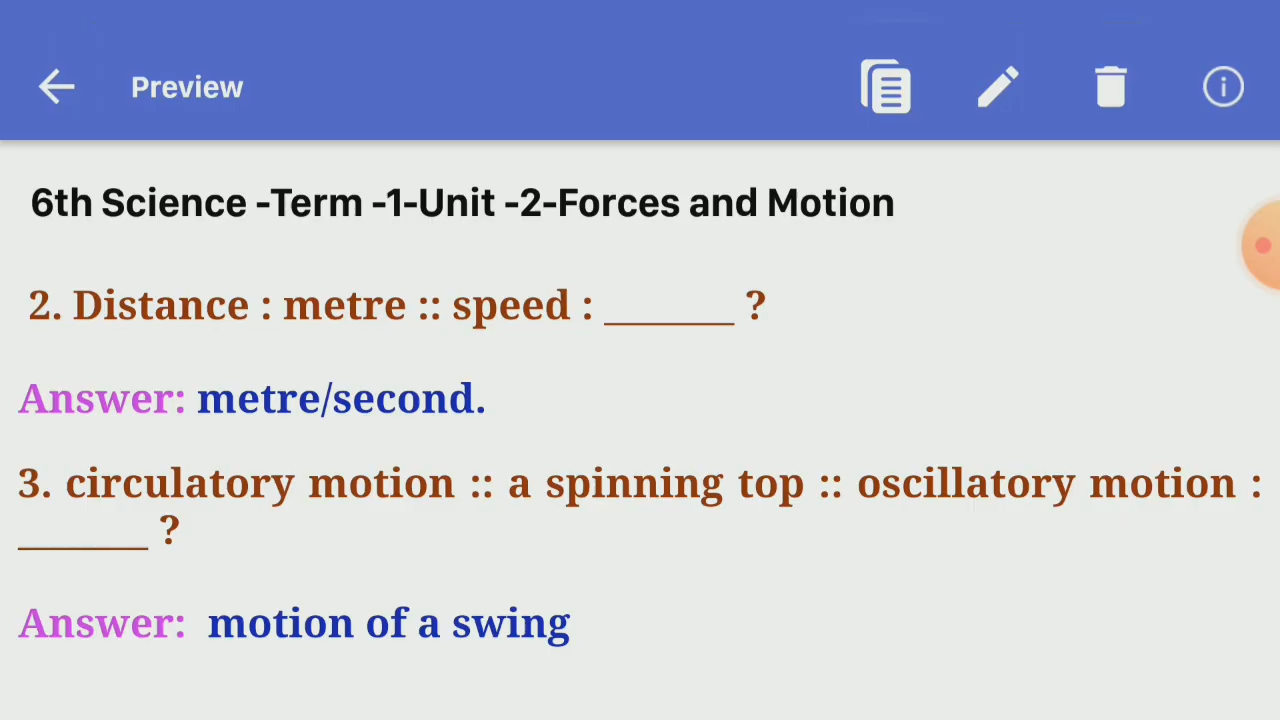 Preview
6th Science -Term -1-Unit -2-Forces and Motion
2. Distance : metre :: speed : _______ ?
Answer: metre/second.
3. circulatory motion :: a spinning top :: oscillatory motion :
_______ ?
Answer: motion of a swing